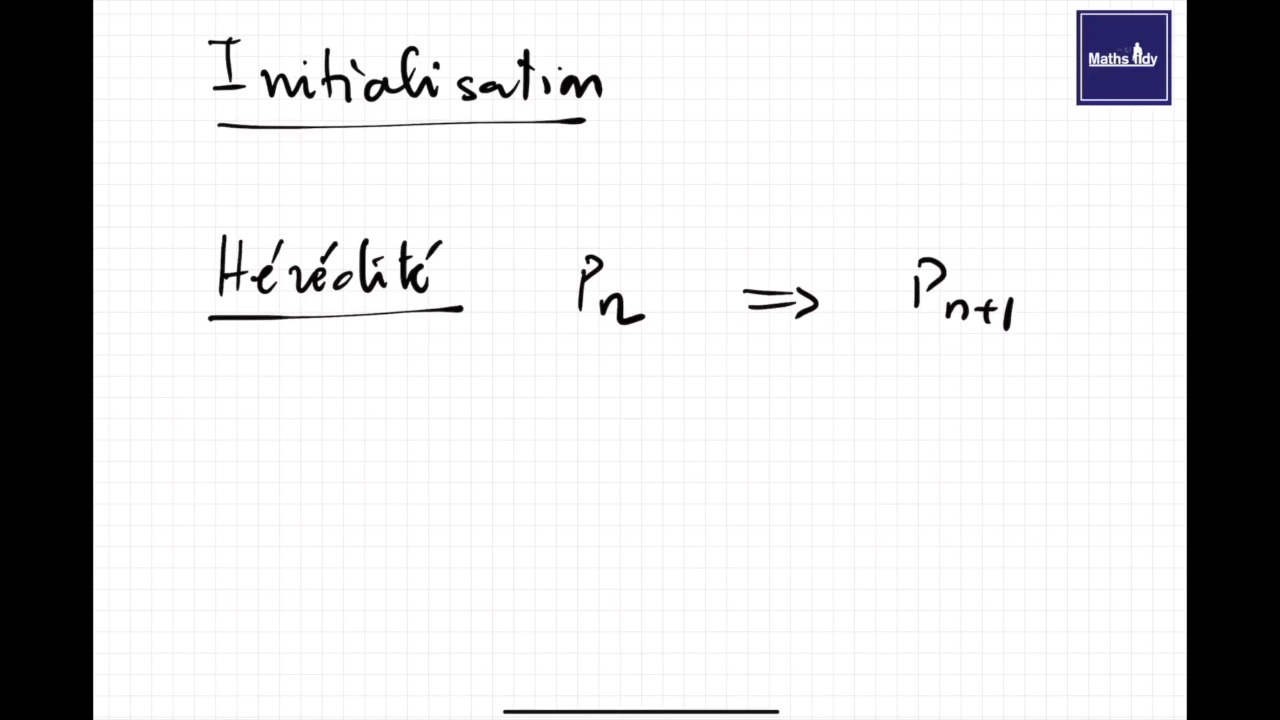 Initialisation
Maths
Hérédité Pn ⇒ Pn+1